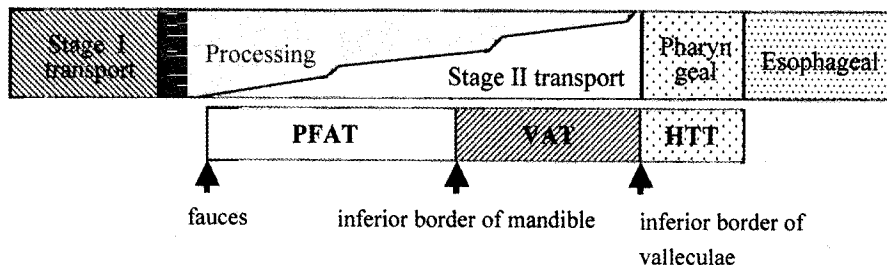 Stage I
transport
Processing
Stage II transport
Pharyn
geal
Esophageal
PFAT
VAT
HTT
fauces
inferior border of mandible
inferior border of
valleculae